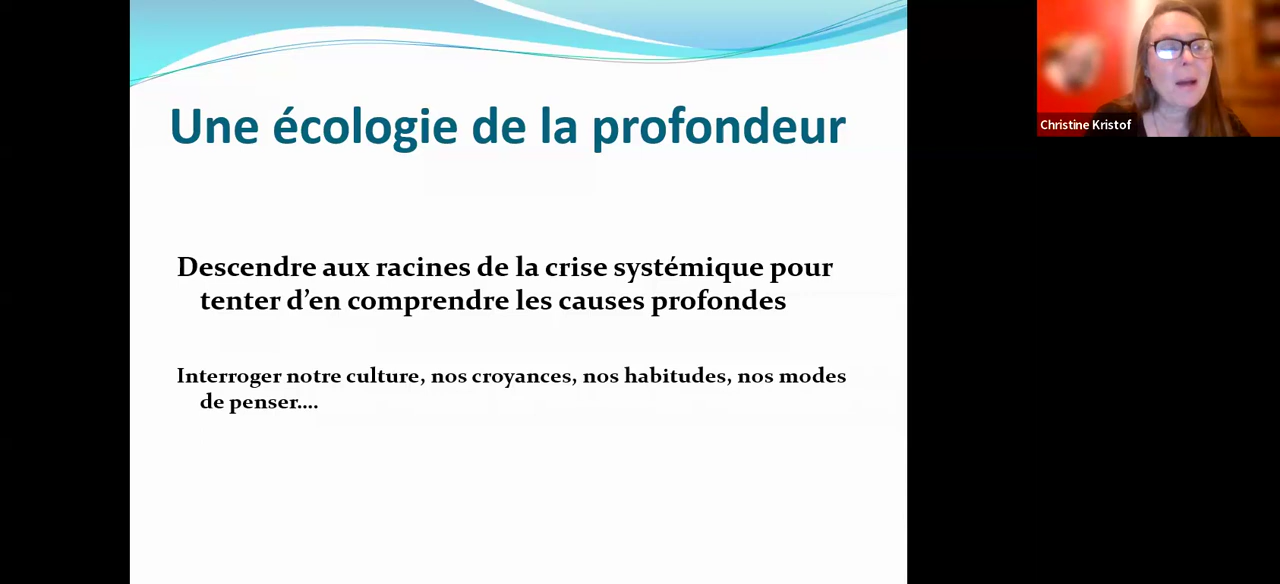 Une écologie de la profondeur
Descendre aux racines de la crise systémique pour
tenter d’en comprendre les causes profondes
Interroger notre culture, nos croyances, nos habitudes, nos modes
de penser....
Christine Kristof